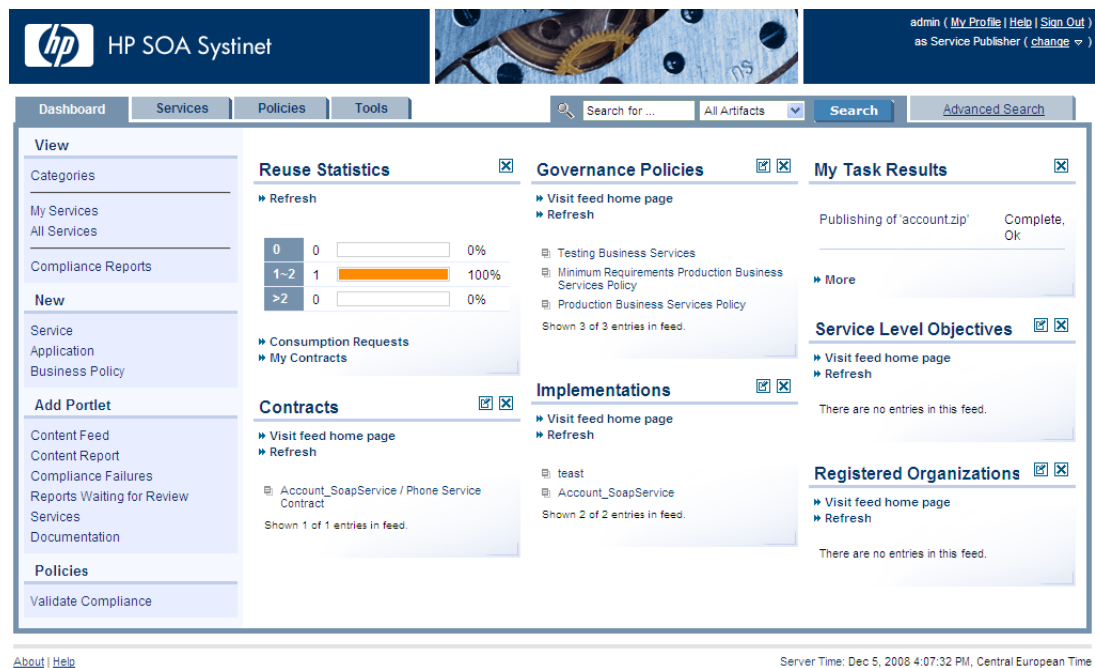 admin ( My Profile | Help | Sign Out )
as Service Publisher ( change )
hp
HP SOA Systinet
ns
Dashboard
Services
Policies
Tools
Search for ...
All Artifacts
Search
Advanced Search
View
Categories
My Services
All Services
Compliance Reports
New
Service
Application
Business Policy
Add Portlet
Content Feed
Content Report
Compliance Failures
Reports Waiting for Review
Services
Documentation
Policies
Validate Compliance
Reuse Statistics
Refresh
0 0 0%
1~2 1 100%
>2 0 0%
Consumption Requests
My Contracts
Contracts
Visit feed home page
Refresh
Account_SoapService / Phone Service
Contract
Shown 1 of 1 entries in feed.
Governance Policies
Visit feed home page
Refresh
Testing Business Services
Minimum Requirements Production Business
Services Policy
Production Business Services Policy
Shown 3 of 3 entries in feed.
Implementations
Visit feed home page
Refresh
teast
Account_SoapService
Shown 2 of 2 entries in feed.
My Task Results
Publishing of 'account.zip' Complete,
Ok
More
Service Level Objectives
Visit feed home page
Refresh
There are no entries in this feed.
Registered Organizations
Visit feed home page
Refresh
There are no entries in this feed.
About | Help
Server Time: Dec 5, 2008 4:07:32 PM, Central European Time